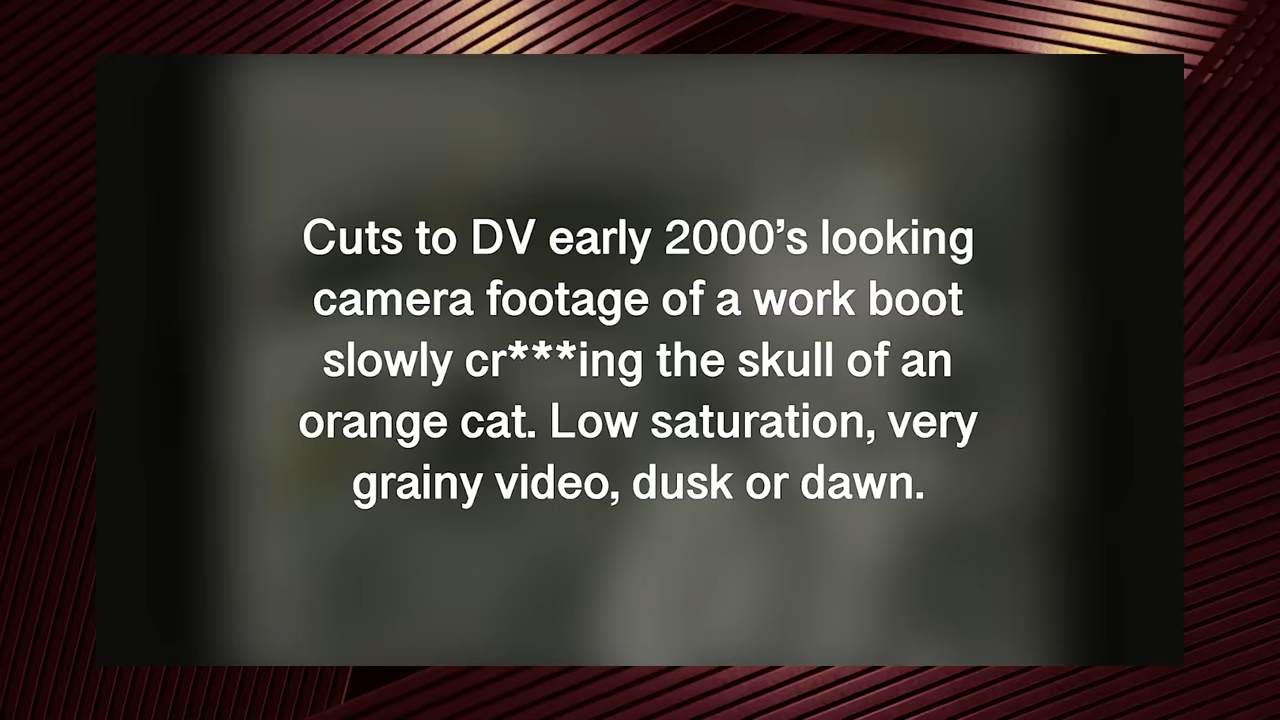 Cuts to DV early 2000’s looking
camera footage of a work boot
slowly cr***ing the skull of an
orange cat. Low saturation, very
grainy video, dusk or dawn.